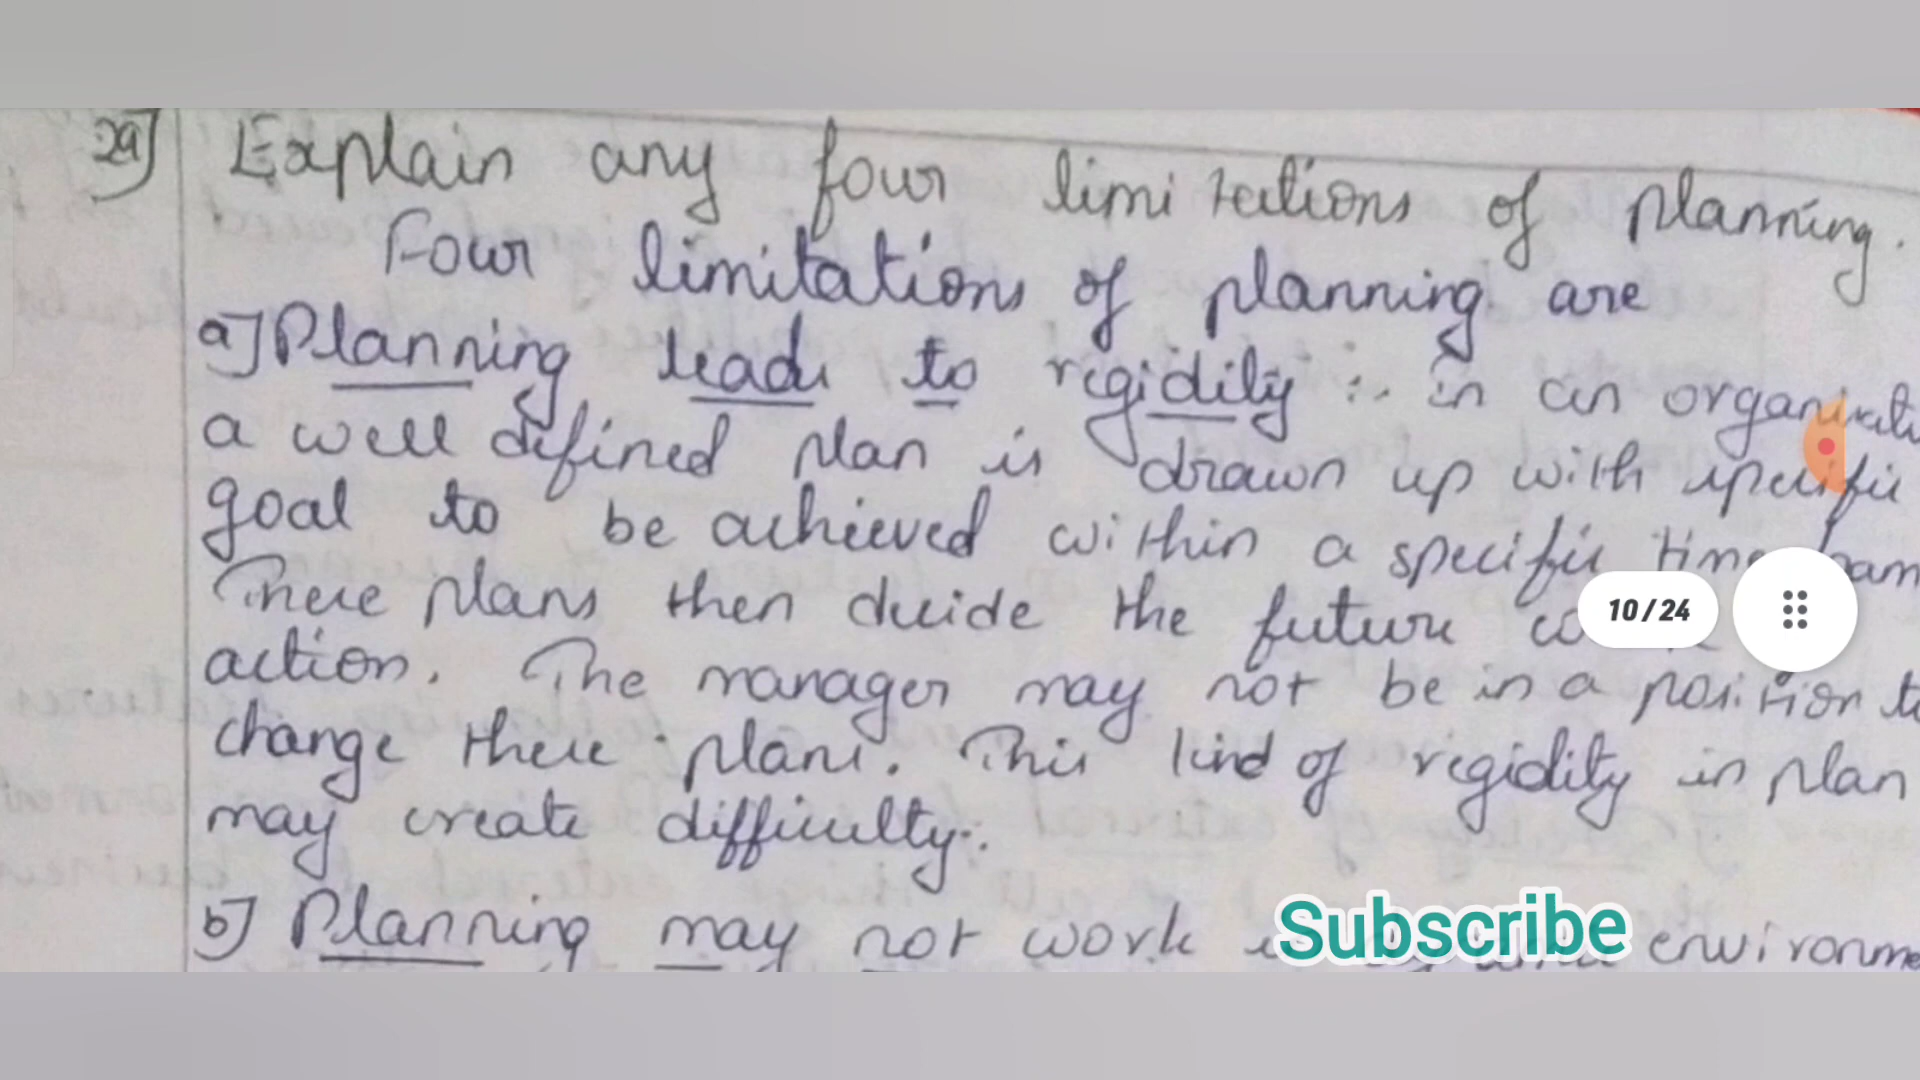 29] Explain any four limitations of planning.
Four limitations of planning are
a] Planning leads to rigidity :- in an
a well defined plan is drawn up with specific
goal to be achieved within a specific time
These plans then decide the future
action. The manager may not be in a position to
change these plans. This kind of rigidity in plan
may create difficulty.
b] Planning may not work
10/24
Subscribe